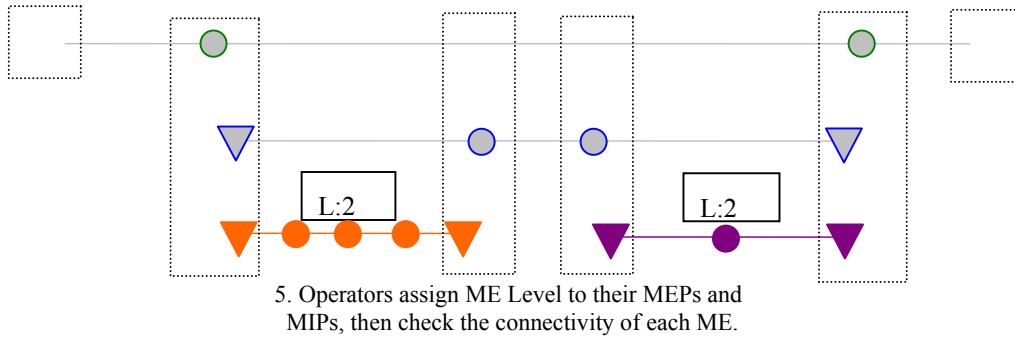 L:2
L:2
5. Operators assign ME Level to their MEPs and
MIPs, then check the connectivity of each ME.